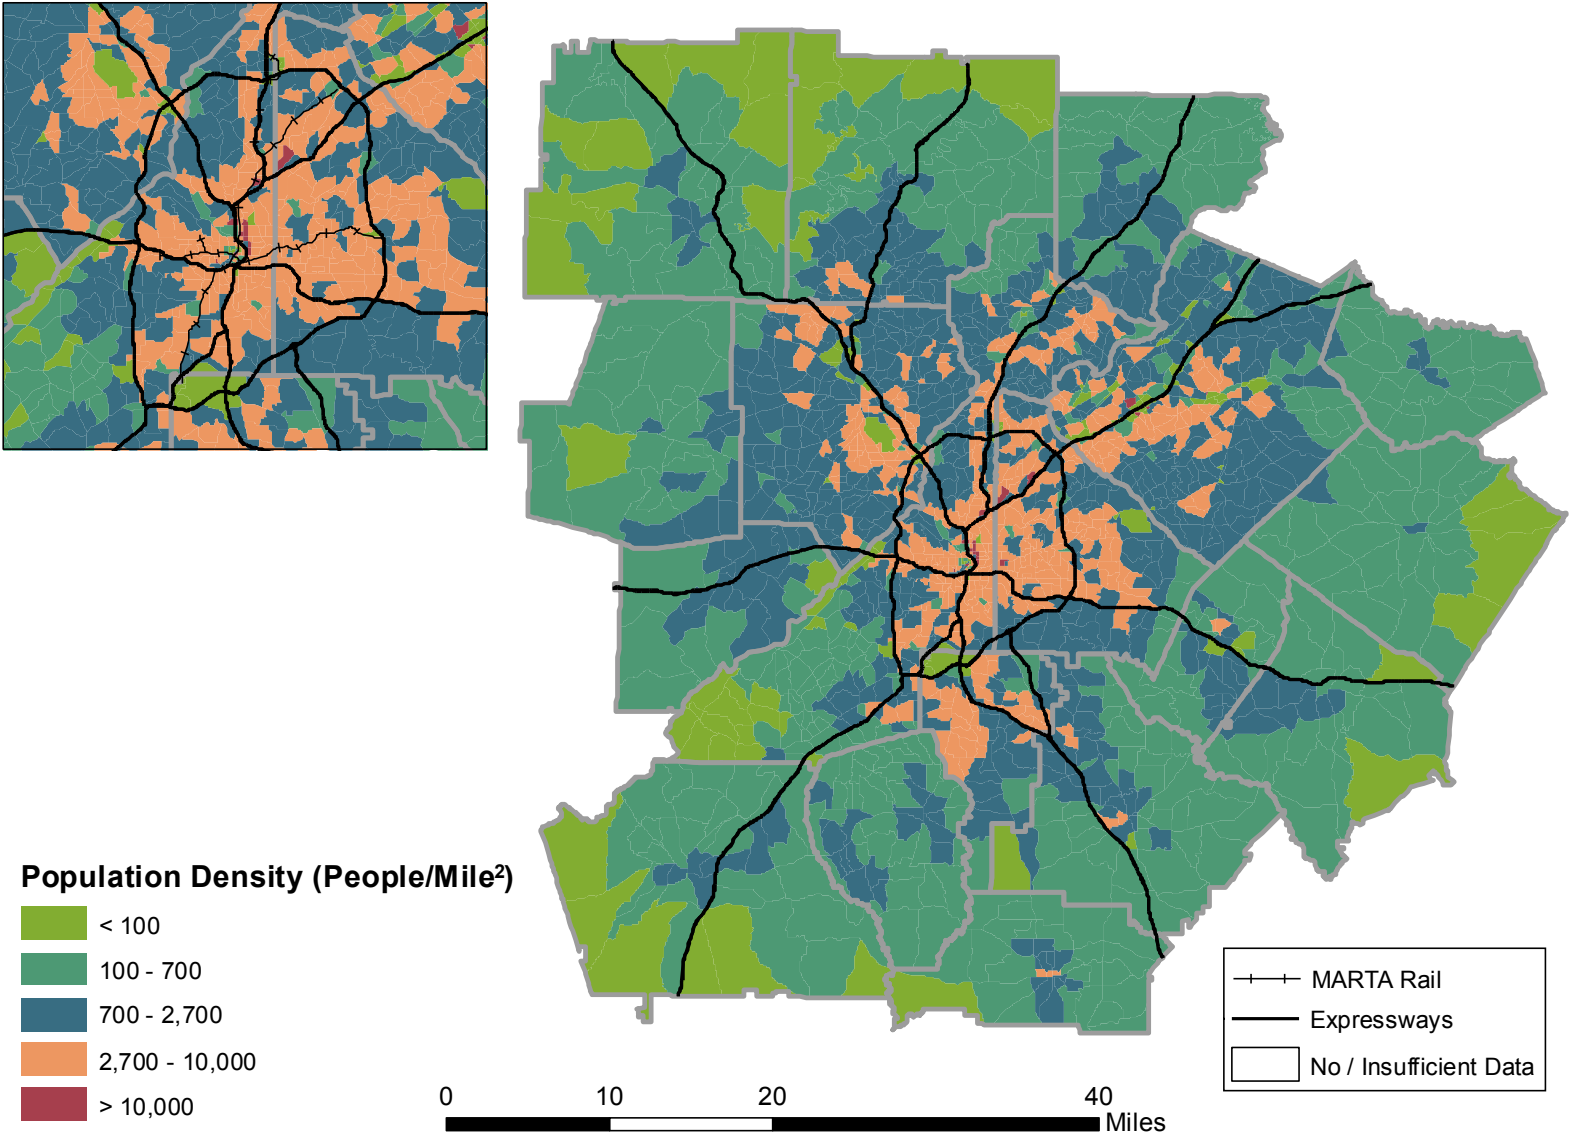 Population Density (People/Mile²)
< 100
100 - 700
700 - 2,700
2,700 - 10,000
> 10,000
MARTA Rail
Expressways
No / Insufficient Data
0 10 20 40
Miles